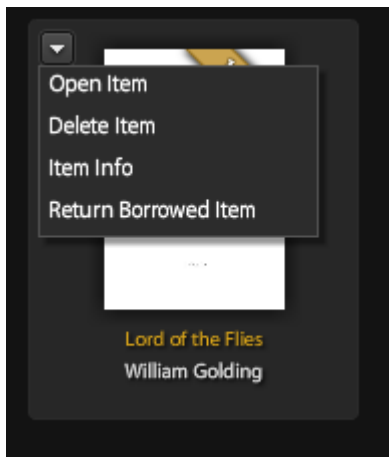 Open Item
Delete Item
Item Info
Return Borrowed Item
Lord of the Flies
William Golding